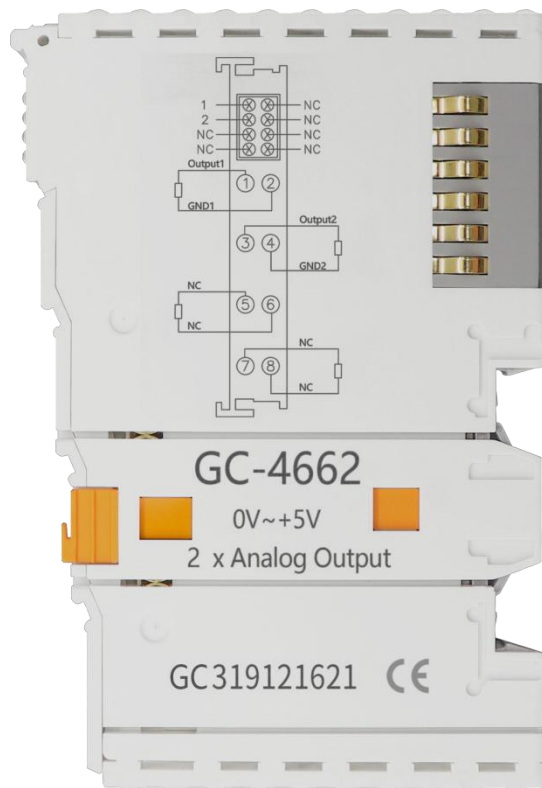 1 NC
2 NC
NC NC
NC NC
Output1
1 2
GND1
Output2
3 4
GND2
NC
5 6
NC
NC
7 8
NC
GC-4662
0V~+5V
2 x Analog Output
GC319121621 CE